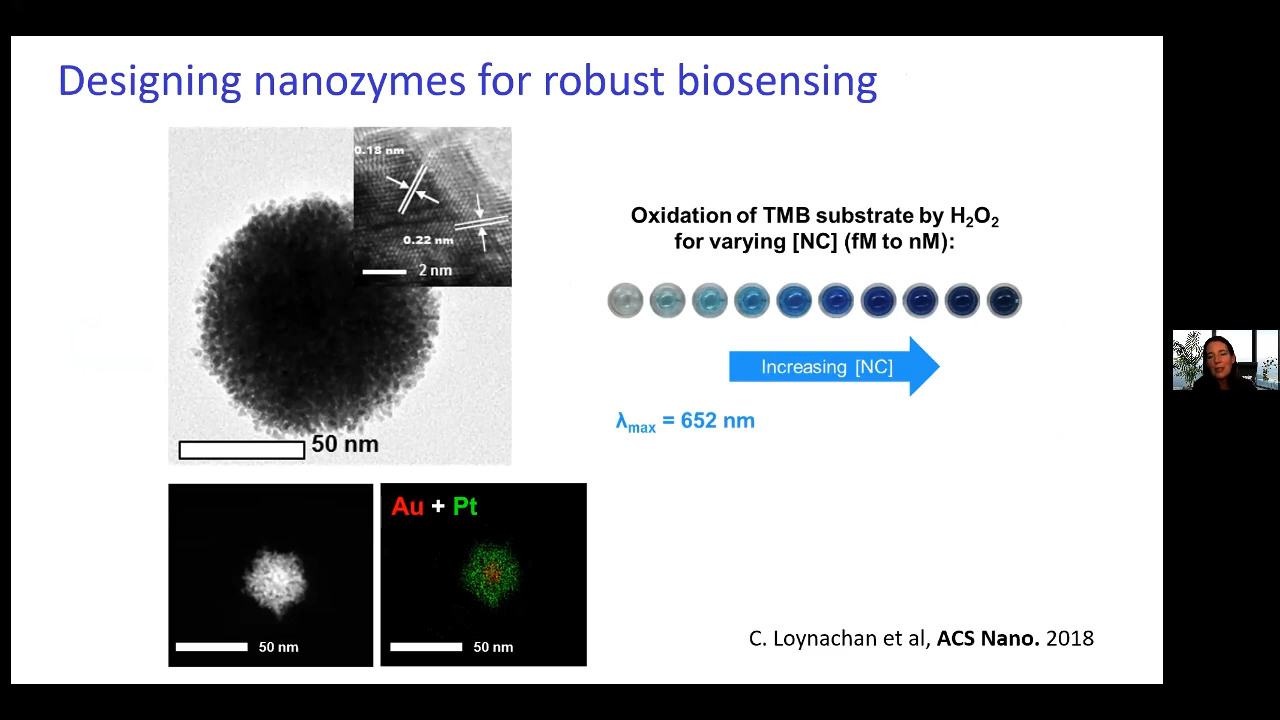 Designing nanozymes for robust biosensing
0.18 nm
0.22 nm
2 nm
50 nm
Oxidation of TMB substrate by H₂O₂
for varying [NC] (fM to nM):
Increasing [NC]
λmax = 652 nm
Au + Pt
50 nm
50 nm
C. Loynachan et al, ACS Nano. 2018